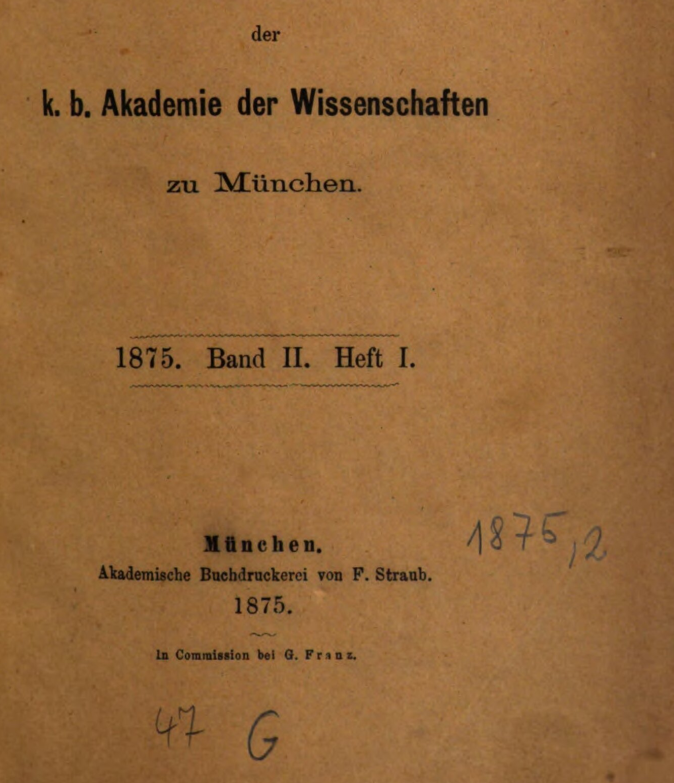 der
k. b. Akademie der Wissenschaften
zu München.
1875. Band II. Heft I.
1875,2
München.
Akademische Buchdruckerei von F. Straub.
1875.
In Commission bei G. Franz.
47 G